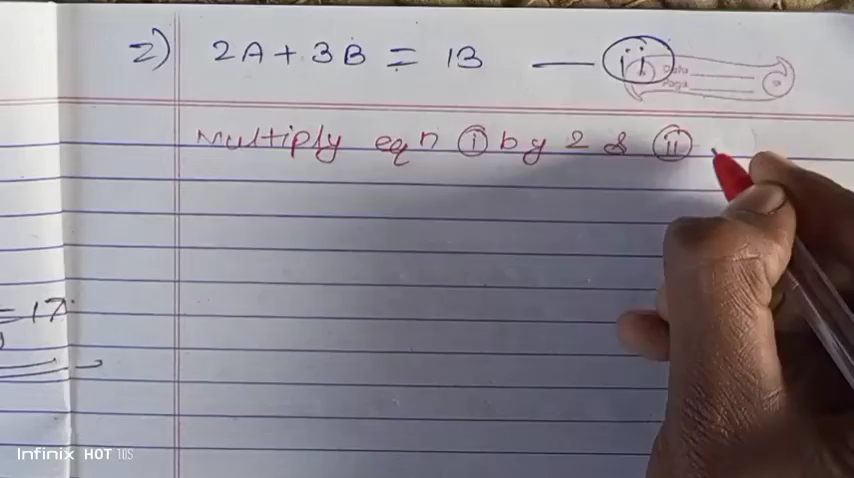 2) 2A + 3B = 13 — ii
Multiply eqn i by 2 & ii
= 17
Infinix HOT 10S